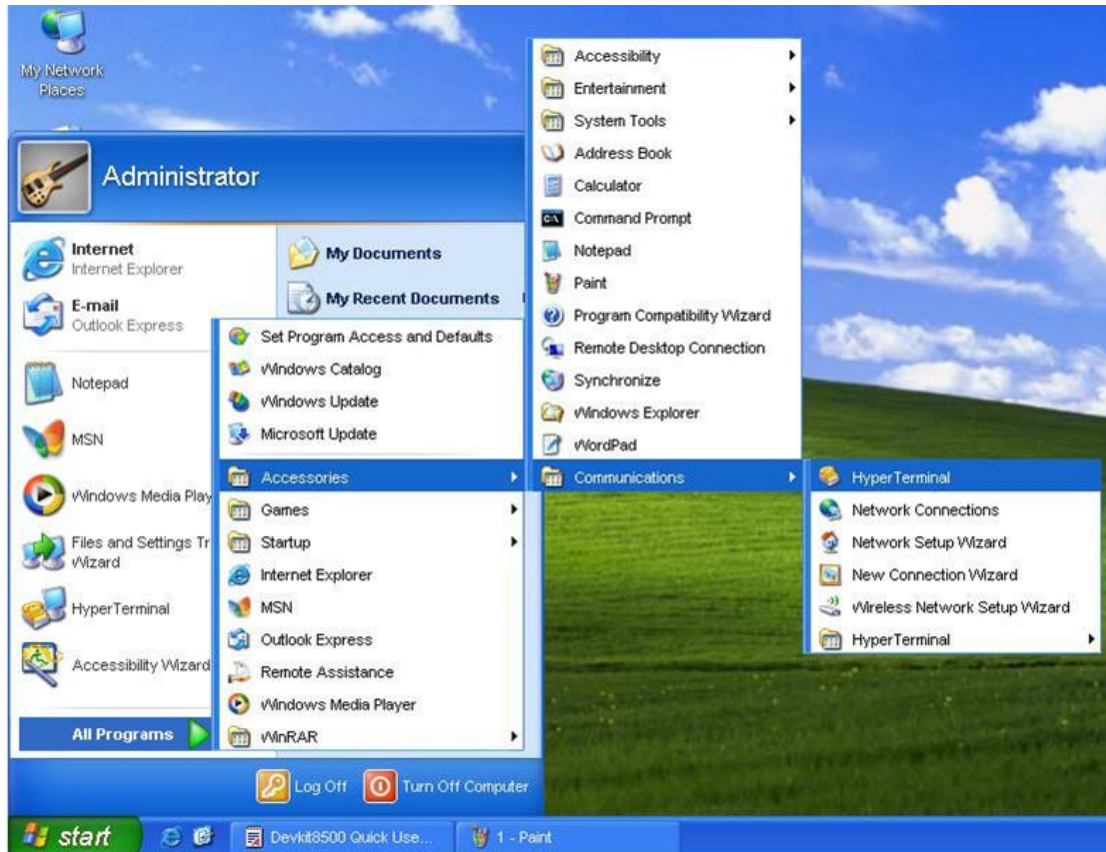 My Network
Places
Administrator
Internet
Internet Explorer
E-mail
Outlook Express
Notepad
MSN
Windows Media Play
Files and Settings Tr
Wizard
HyperTerminal
Accessibility Wizard
All Programs
My Documents
My Recent Documents
Set Program Access and Defaults
Windows Catalog
Windows Update
Microsoft Update
Accessories
Games
Startup
Internet Explorer
MSN
Outlook Express
Remote Assistance
Windows Media Player
WinRAR
Accessibility
Entertainment
System Tools
Address Book
Calculator
Command Prompt
Notepad
Paint
Program Compatibility Wizard
Remote Desktop Connection
Synchronize
Windows Explorer
WordPad
Communications
HyperTerminal
Network Connections
Network Setup Wizard
New Connection Wizard
Wireless Network Setup Wizard
HyperTerminal
Log Off
Turn Off Computer
start
Devkit8500 Quick Use...
1 - Paint